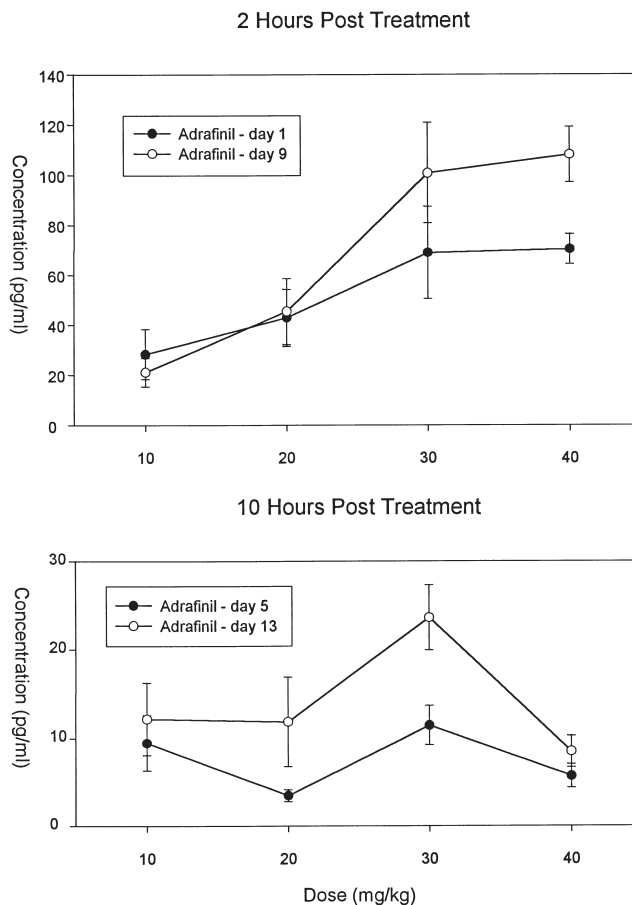 2 Hours Post Treatment
140
120
100
80
60
40
20
0
Concentration (pg/ml)
Adrafinil - day 1
Adrafinil - day 9
10 20 30 40
10 Hours Post Treatment
30
20
10
0
Concentration (pg/ml)
Adrafinil - day 5
Adrafinil - day 13
10 20 30 40
Dose (mg/kg)